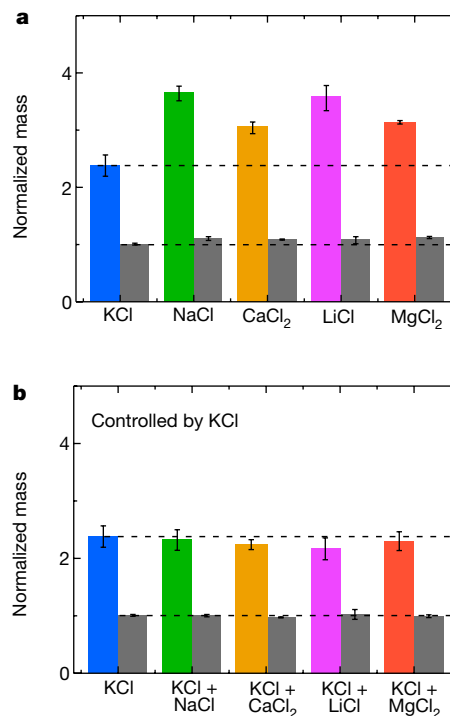 a
4
2
0
Normalized mass
KCl NaCl CaCl₂ LiCl MgCl₂
b
Controlled by KCl
4
2
0
Normalized mass
KCl KCl + KCl + KCl + KCl +
NaCl CaCl₂ LiCl MgCl₂